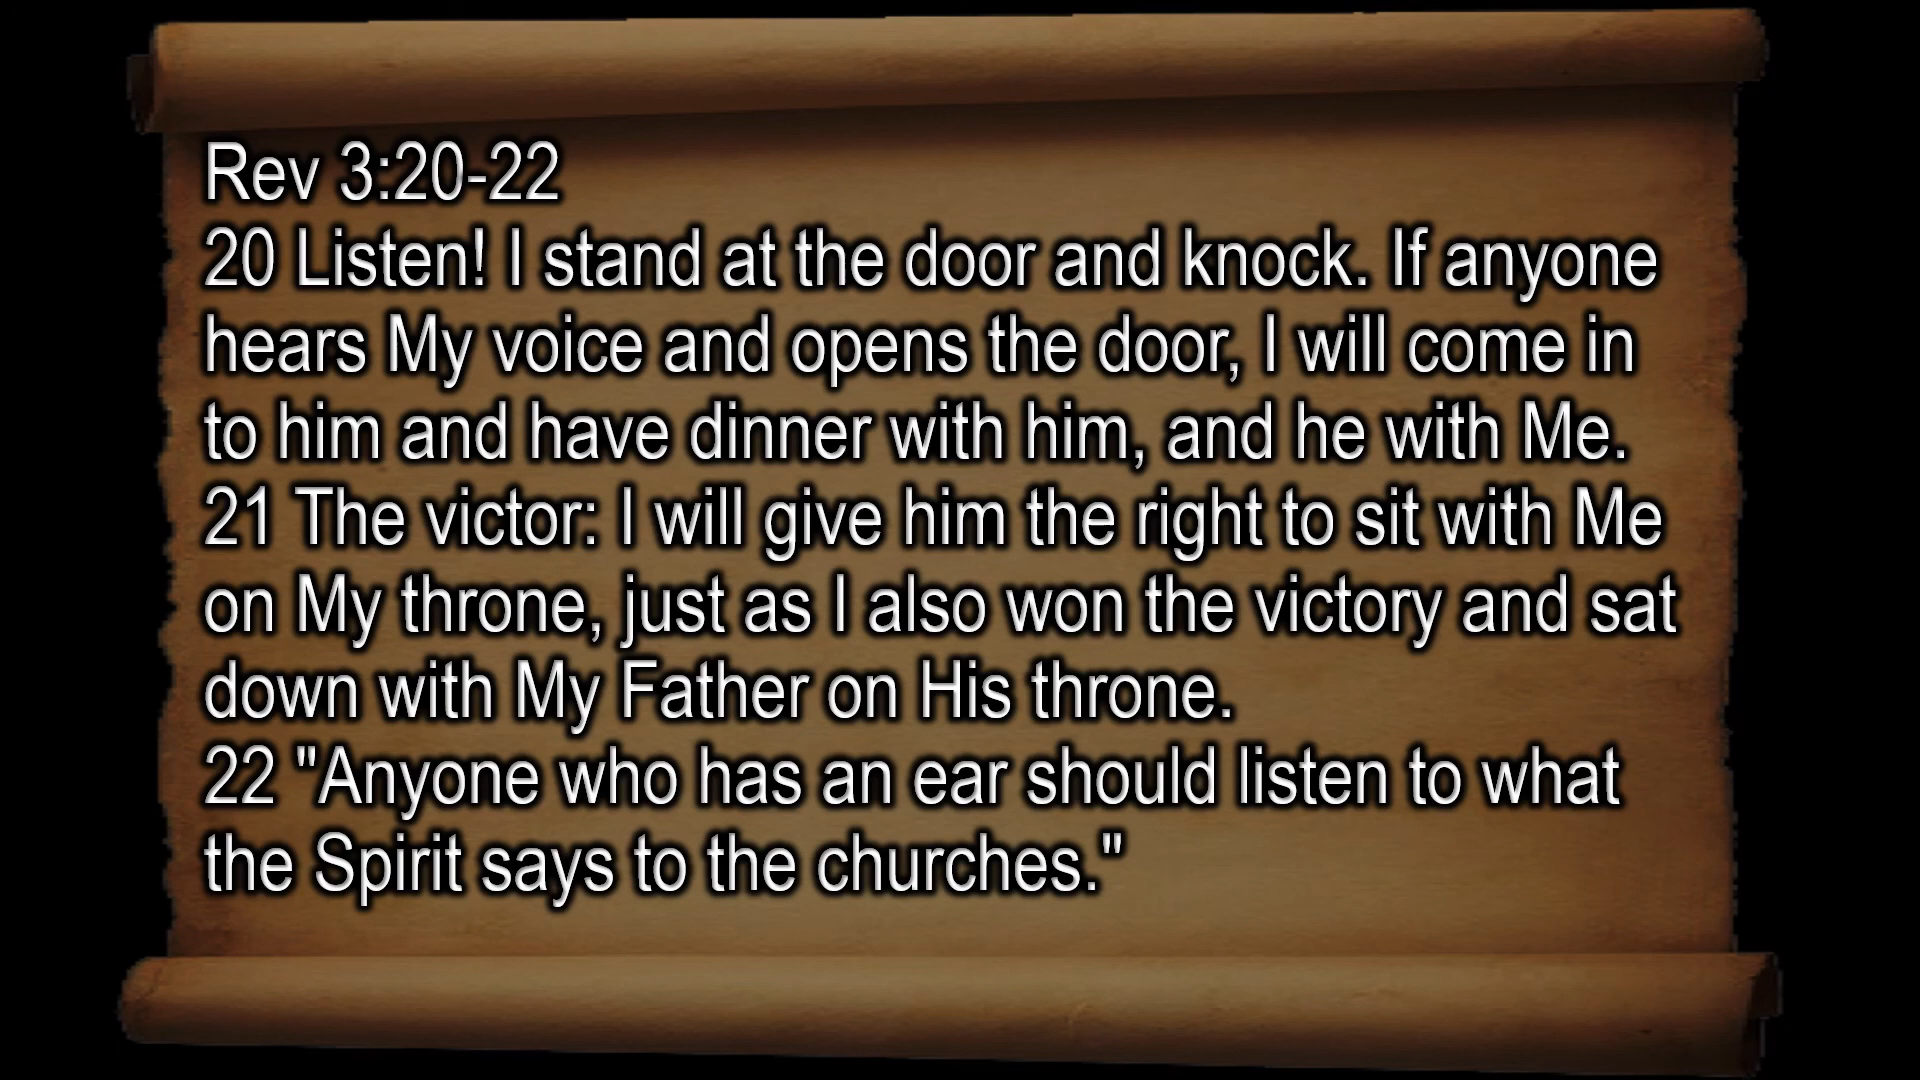 Rev 3:20-22
20 Listen! I stand at the door and knock. If anyone
hears My voice and opens the door, I will come in
to him and have dinner with him, and he with Me.
21 The victor: I will give him the right to sit with Me
on My throne, just as I also won the victory and sat
down with My Father on His throne.
22 "Anyone who has an ear should listen to what
the Spirit says to the churches."